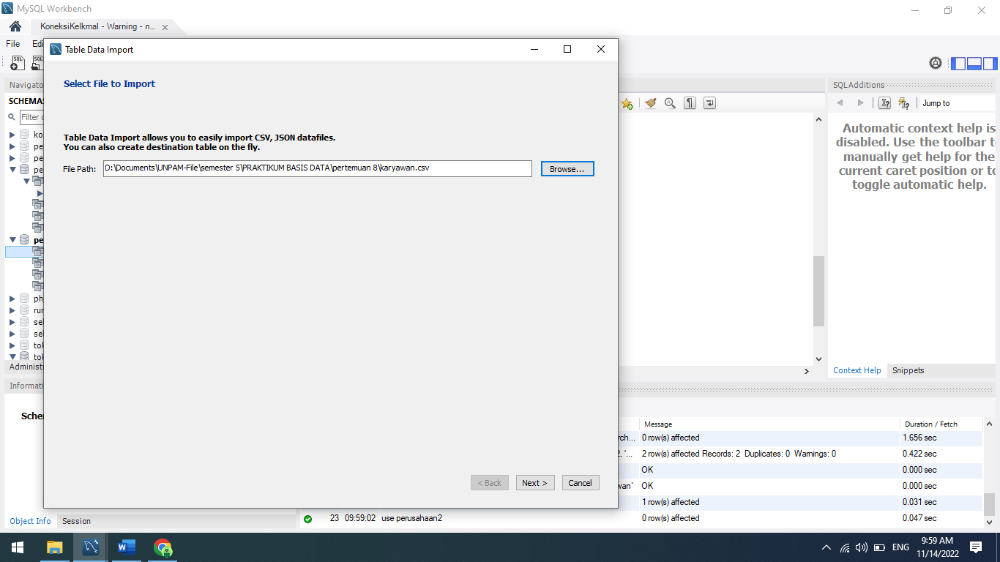 MySQL Workbench
KoneksiKelkmal - Warning - n...
File
Table Data Import
Select File to Import
Table Data Import allows you to easily import CSV, JSON datafiles.
You can also create destination table on the fly.
File Path:
D:\Documents\UNPAM-File\semester 5\PRAKTIKUM BASIS DATA\pertemuan 8\karyawan.csv
Browse...
< Back
Next >
Cancel
SCHEMAS
Filter
ko
pe
pe
pe
pe
ph
ru
se
se
tok
tok
Object Info
Session
SQLAdditions
Jump to
Automatic context help is
disabled. Use the toolbar to
manually get help for the
current caret position or to
toggle automatic help.
Context Help
Snippets
Message
Duration / Fetch
rch...
0 row(s) affected
1.656 sec
2, '...
2 row(s) affected Records: 2 Duplicates: 0 Warnings: 0
0.422 sec
OK
0.000 sec
wan`
OK
0.000 sec
1 row(s) affected
0.031 sec
23 09:59:02 use perusahaan2
0 row(s) affected
0.047 sec
ENG
9:59 AM
11/14/2022